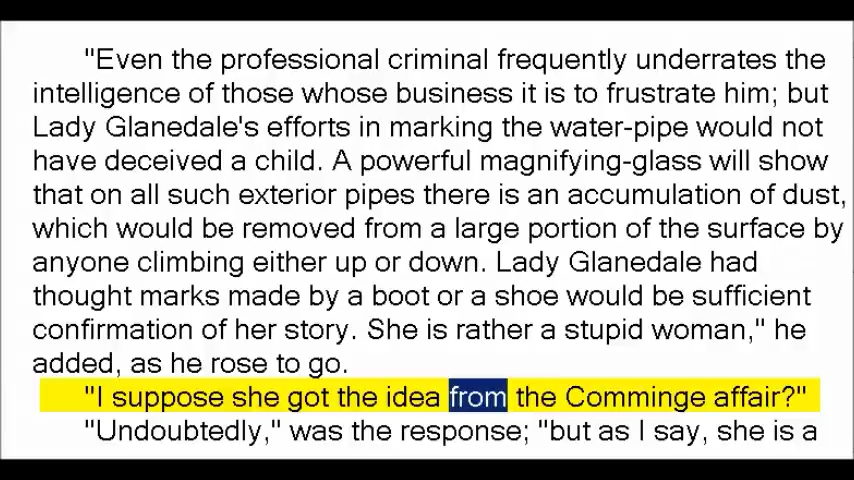 "Even the professional criminal frequently underrates the
intelligence of those whose business it is to frustrate him; but
Lady Glanedale's efforts in marking the water-pipe would not
have deceived a child. A powerful magnifying-glass will show
that on all such exterior pipes there is an accumulation of dust,
which would be removed from a large portion of the surface by
anyone climbing either up or down. Lady Glanedale had
thought marks made by a boot or a shoe would be sufficient
confirmation of her story. She is rather a stupid woman," he
added, as he rose to go.
"I suppose she got the idea from the Comminge affair?"
"Undoubtedly," was the response; "but as I say, she is a